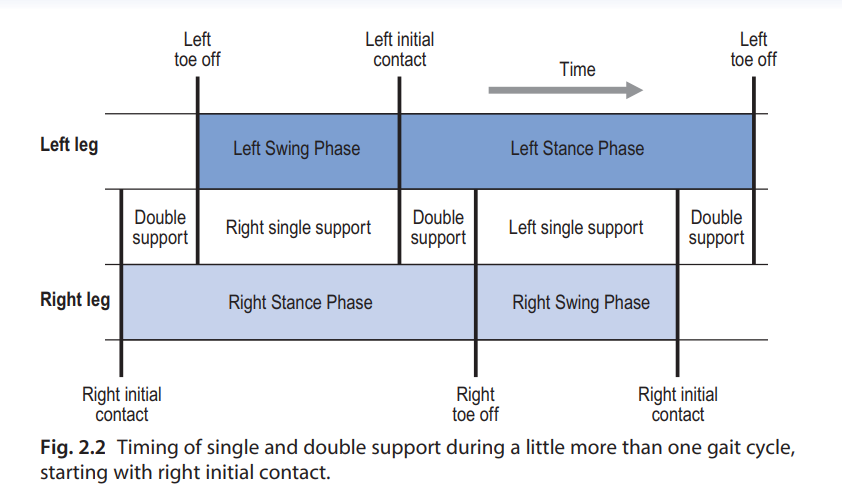 Left
toe off
Left initial
contact
Left
toe off
Time
Left leg
Left Swing Phase
Left Stance Phase
Double
support
Right single support
Double
support
Left single support
Double
support
Right leg
Right Stance Phase
Right Swing Phase
Right initial
contact
Right
toe off
Right initial
contact
Fig. 2.2 Timing of single and double support during a little more than one gait cycle,
starting with right initial contact.